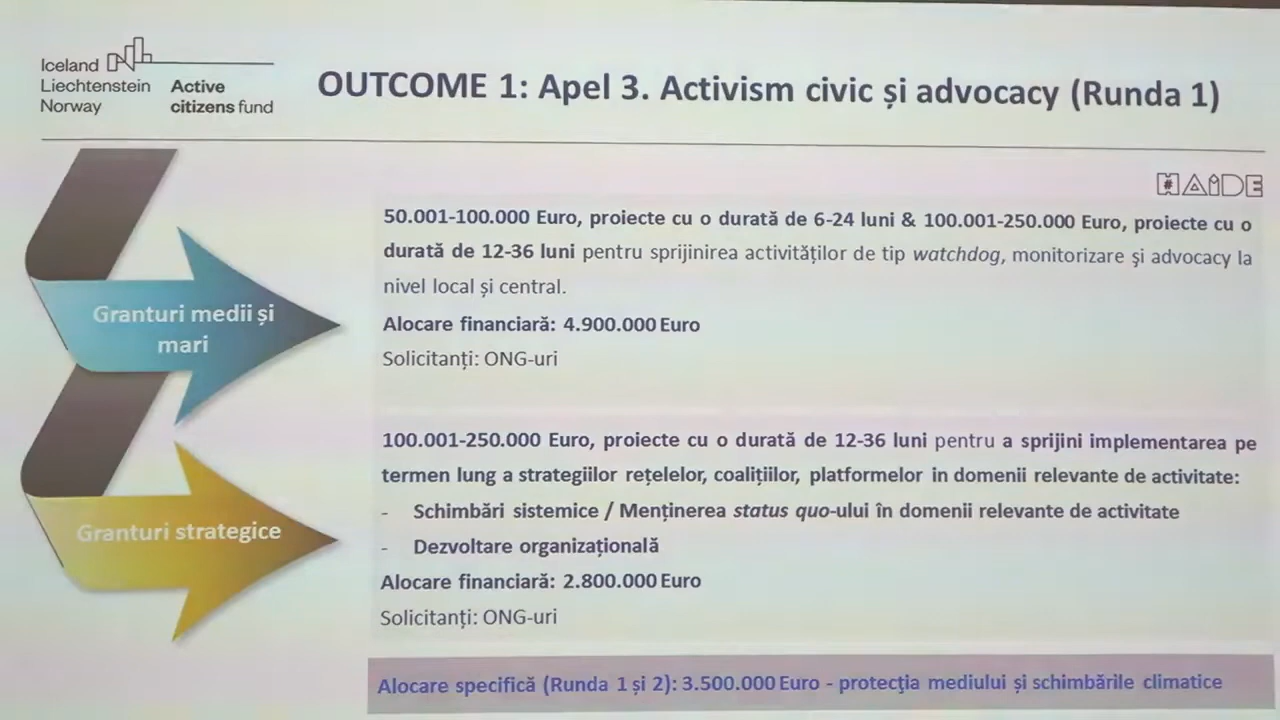 Iceland
Liechtenstein
Norway
Active
citizens fund
OUTCOME 1: Apel 3. Activism civic și advocacy (Runda 1)
#HAIDE
50.001-100.000 Euro, proiecte cu o durată de 6-24 luni & 100.001-250.000 Euro, proiecte cu o
durată de 12-36 luni pentru sprijinirea activităților de tip watchdog, monitorizare şi advocacy la
nivel local și central.
Alocare financiară: 4.900.000 Euro
Solicitanți: ONG-uri
Granturi medii și
mari
100.001-250.000 Euro, proiecte cu o durată de 12-36 luni pentru a sprijini implementarea pe
termen lung a strategiilor rețelelor, coalițiilor, platformelor in domenii relevante de activitate:
- Schimbări sistemice / Menținerea status quo-ului în domenii relevante de activitate
- Dezvoltare organizațională
Alocare financiară: 2.800.000 Euro
Solicitanți: ONG-uri
Granturi strategice
Alocare specifică (Runda 1 și 2): 3.500.000 Euro - protecţia mediului și schimbările climatice